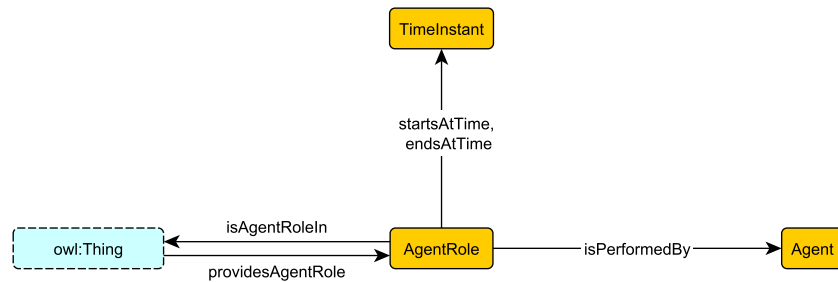 TimeInstant
startsAtTime,
endsAtTime
isAgentRoleIn
owl:Thing
AgentRole
isPerformedBy
Agent
providesAgentRole